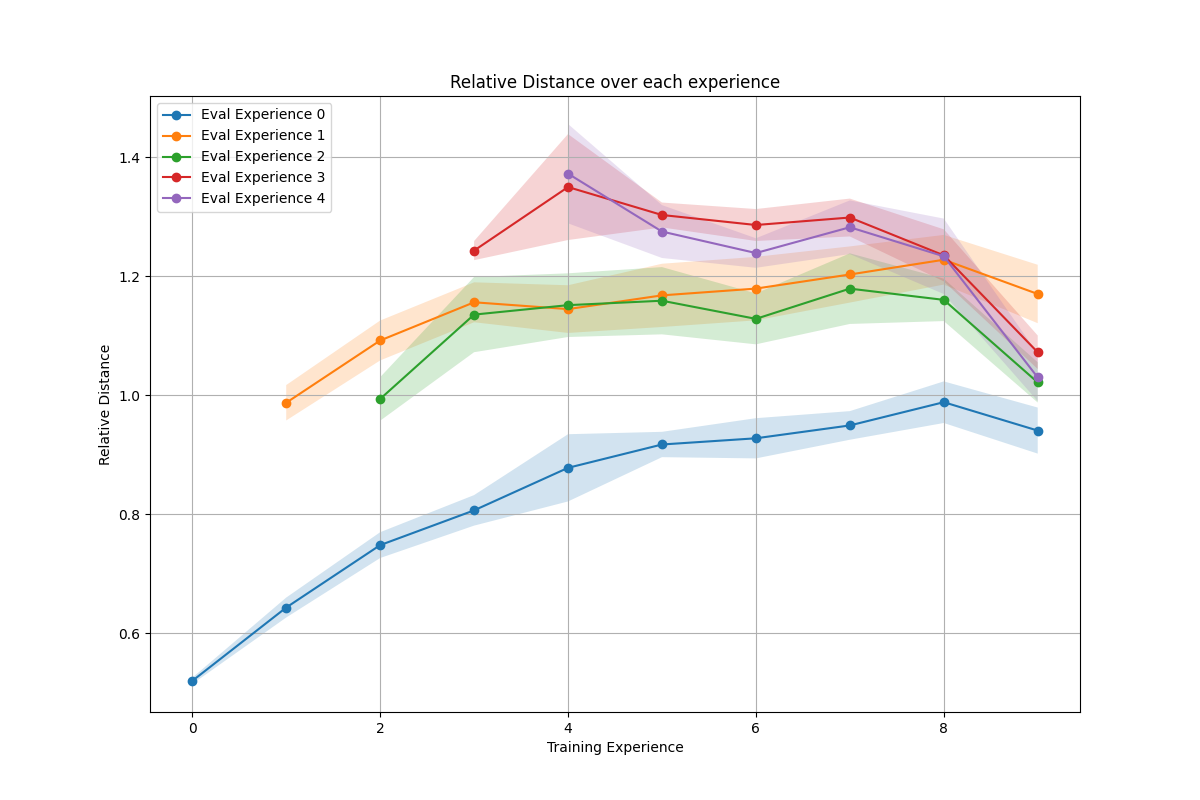 Relative Distance over each experience
Eval Experience 0
Eval Experience 1
Eval Experience 2
Eval Experience 3
Eval Experience 4
1.4
1.2
1.0
0.8
0.6
Relative Distance
0 2 4 6 8
Training Experience